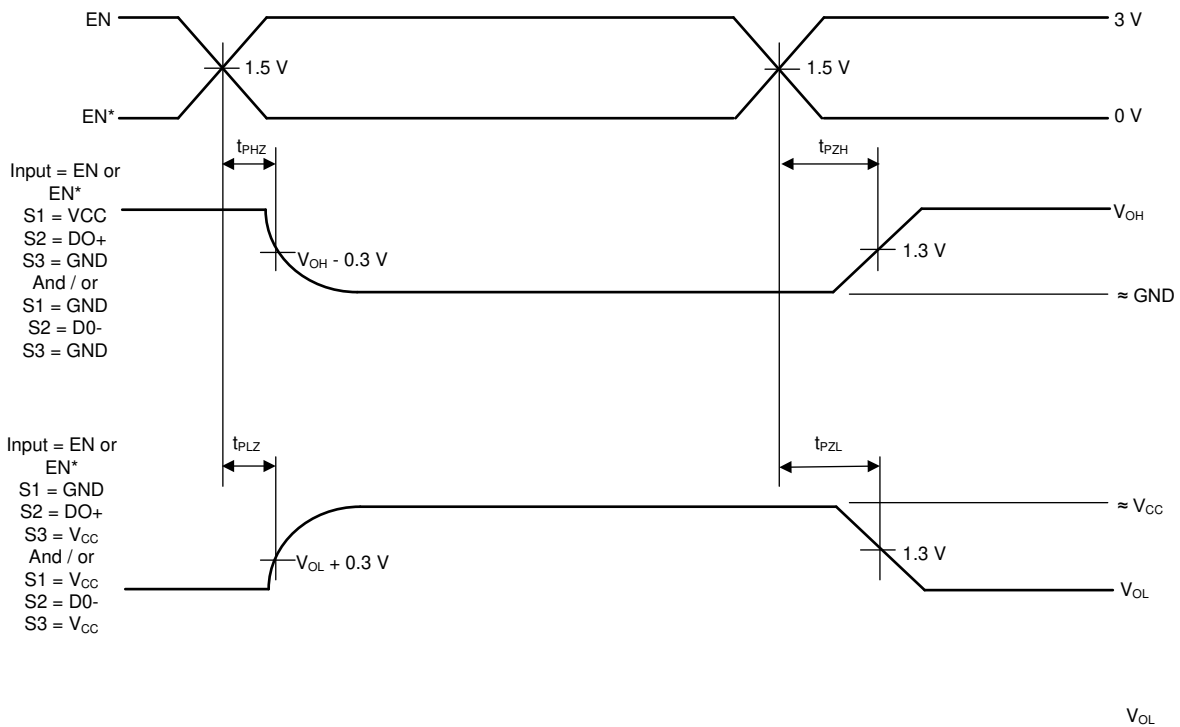 EN
3 V
1.5 V
1.5 V
EN*
0 V
tPHZ
tPZH
Input = EN or
EN*
S1 = VCC
S2 = DO+
S3 = GND
And / or
S1 = GND
S2 = D0-
S3 = GND
VOH
VOH - 0.3 V
1.3 V
≈ GND
Input = EN or
EN*
S1 = GND
S2 = DO+
S3 = VCC
And / or
S1 = VCC
S2 = D0-
S3 = VCC
tPLZ
tPZL
≈ VCC
VOL + 0.3 V
1.3 V
VOL
VOL